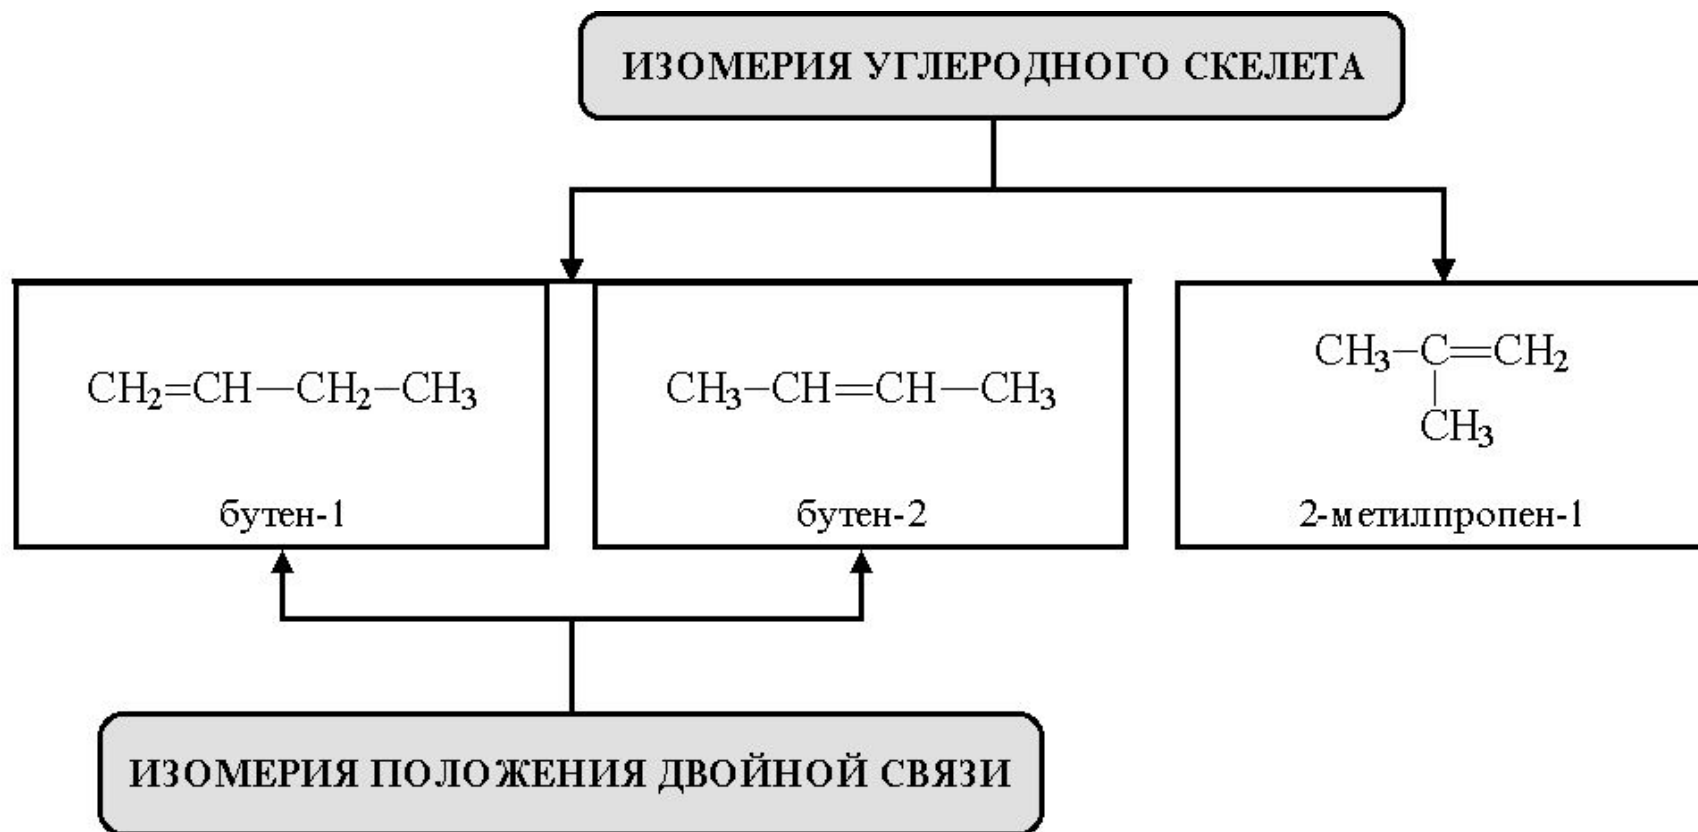 ИЗОМЕРИЯ УГЛЕРОДНОГО СКЕЛЕТА
CH₂=CH—CH₂—CH₃
бутен-1
CH₃—CH=CH—CH₃
бутен-2
CH₃—C=CH₂
CH₃
2-метилпропен-1
ИЗОМЕРИЯ ПОЛОЖЕНИЯ ДВОЙНОЙ СВЯЗИ